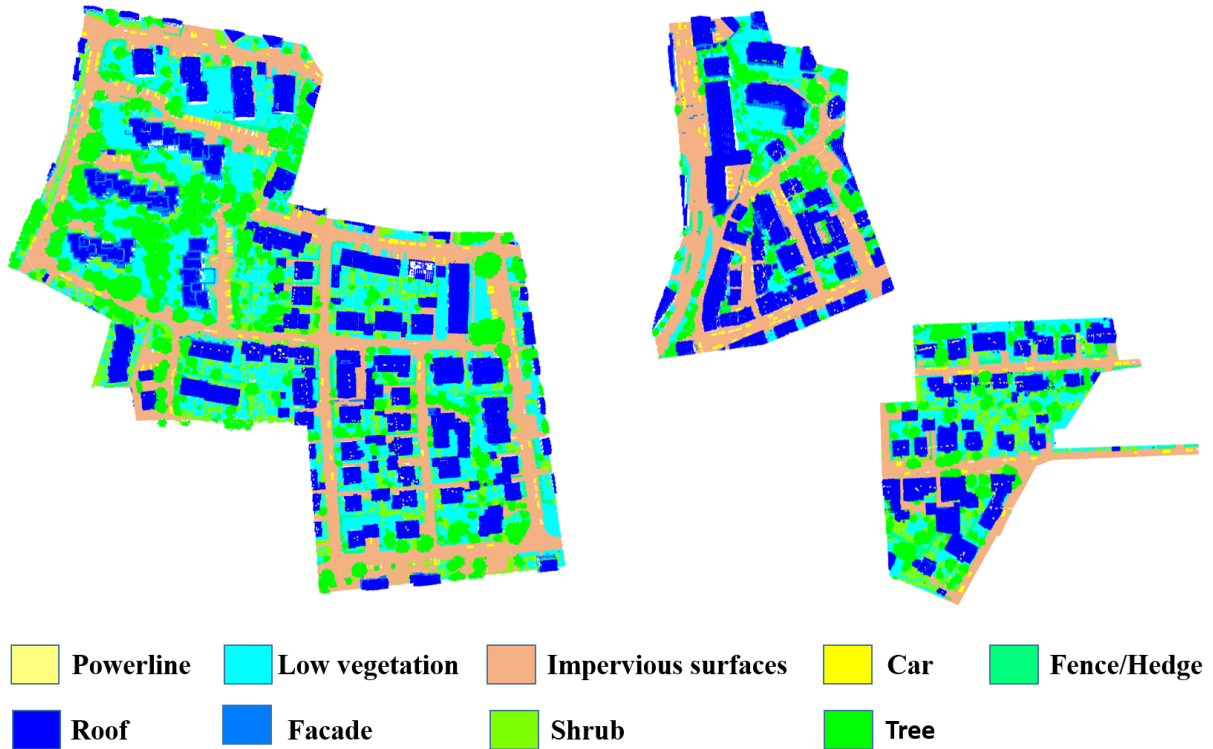 Powerline Low vegetation Impervious surfaces Car Fence/Hedge
Roof Facade Shrub Tree